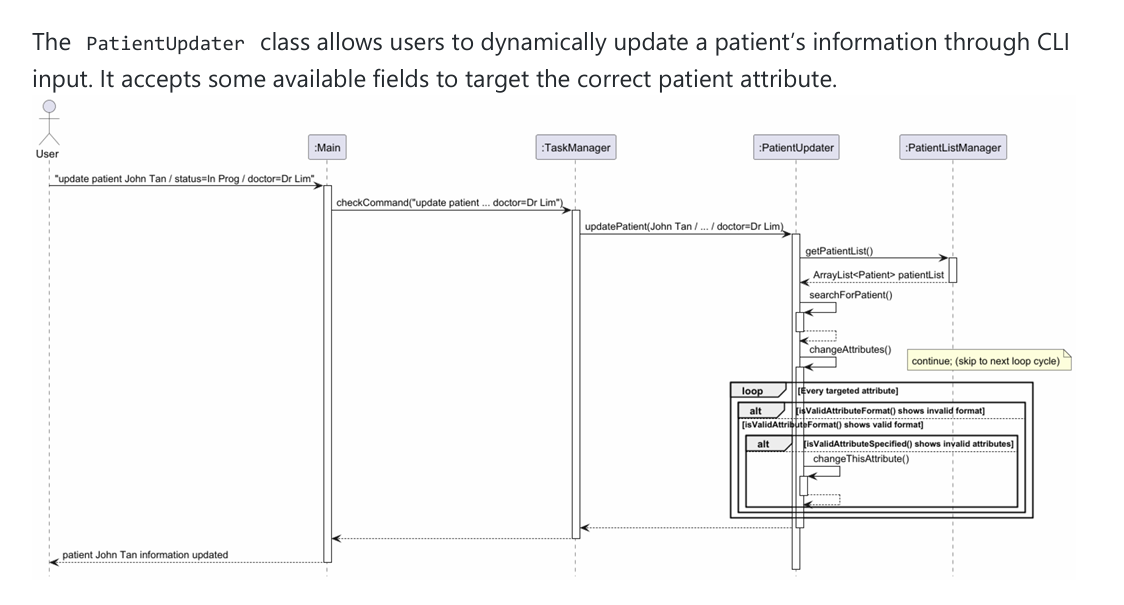 The PatientUpdater class allows users to dynamically update a patient's information through CLI
input. It accepts some available fields to target the correct patient attribute.
User
:Main
:TaskManager
:PatientUpdater
:PatientListManager
"update patient John Tan / status=In Prog / doctor=Dr Lim"
checkCommand("update patient ... doctor=Dr Lim")
updatePatient(John Tan / ... / doctor=Dr Lim)
getPatientList()
ArrayList<Patient> patientList
searchForPatient()
changeAttributes()
continue; (skip to next loop cycle)
loop
[Every targeted attribute]
alt
[isValidAttributeFormat() shows invalid format]
[isValidAttributeFormat() shows valid format]
alt
[isValidAttributeSpecified() shows invalid attributes]
changeThisAttribute()
patient John Tan information updated